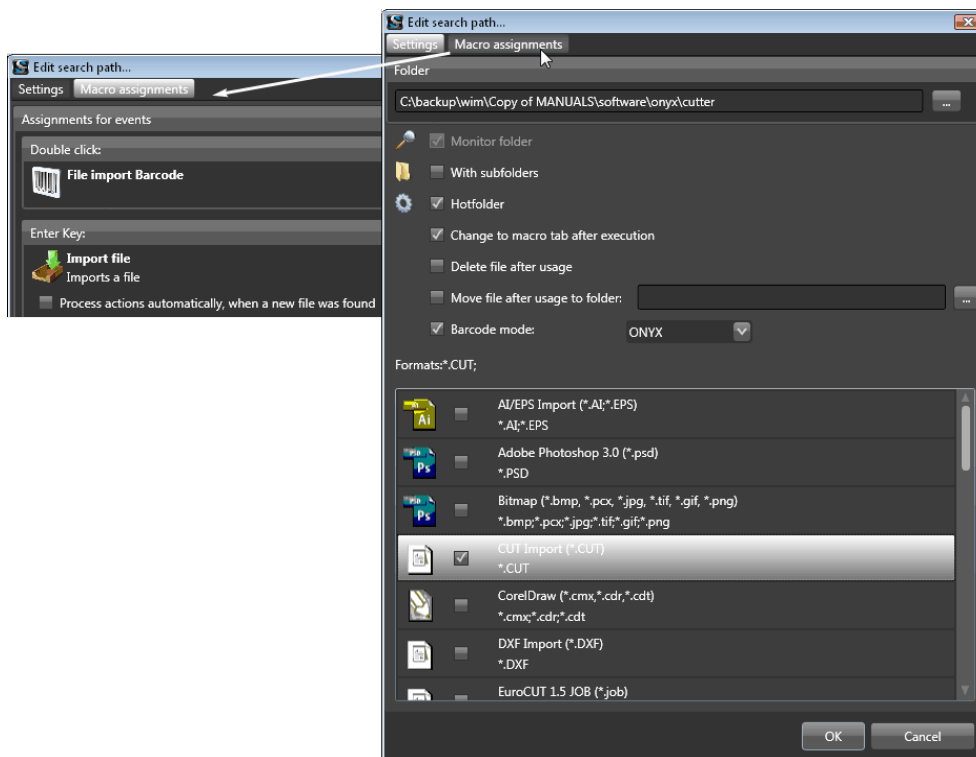 Edit search path...
Settings Macro assignments
Assignments for events
Double click:
File import Barcode
Enter Key:
Import file
Imports a file
Process actions automatically, when a new file was found
Edit search path...
Settings Macro assignments
Folder
C:\backup\wim\Copy of MANUALS\software\onyx\cutter
...
Monitor folder
With subfolders
Hotfolder
Change to macro tab after execution
Delete file after usage
Move file after usage to folder:
...
Barcode mode: ONYX
Formats:*.CUT;
AI/EPS Import (*.AI;*.EPS)
*.AI;*.EPS
Adobe Photoshop 3.0 (*.psd)
*.PSD
Bitmap (*.bmp, *.pcx, *.jpg, *.tif, *.gif, *.png)
*.bmp;*.pcx;*.jpg;*.tif;*.gif;*.png
CUT Import (*.CUT)
*.CUT
CorelDraw (*.cmx,*.cdr,*.cdt)
*.cmx;*.cdr;*.cdt
DXF Import (*.DXF)
*.DXF
EuroCUT 1.5 JOB (*.job)
OK Cancel